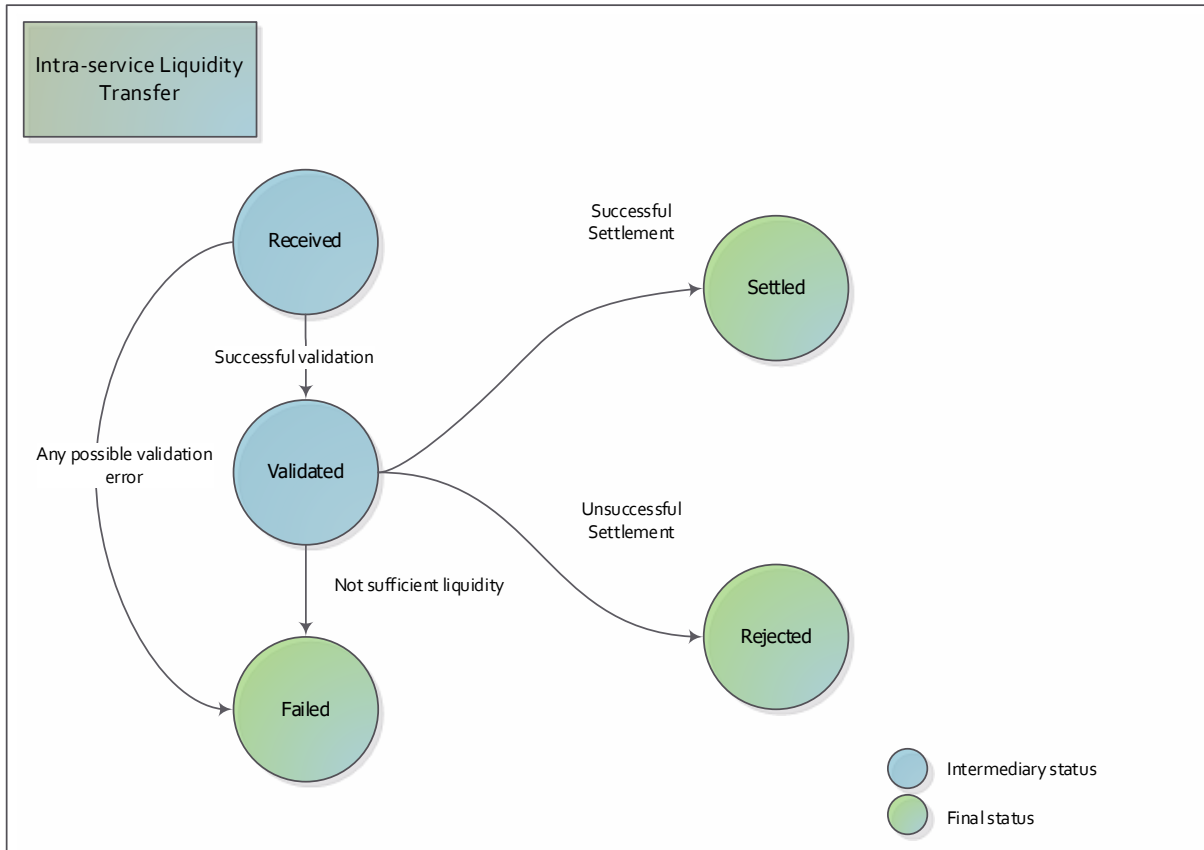 Intra-service Liquidity
Transfer
Received
Successful
Settlement
Settled
Successful validation
Any possible validation
error
Validated
Unsuccessful
Settlement
Not sufficient liquidity
Rejected
Failed
Intermediary status
Final status